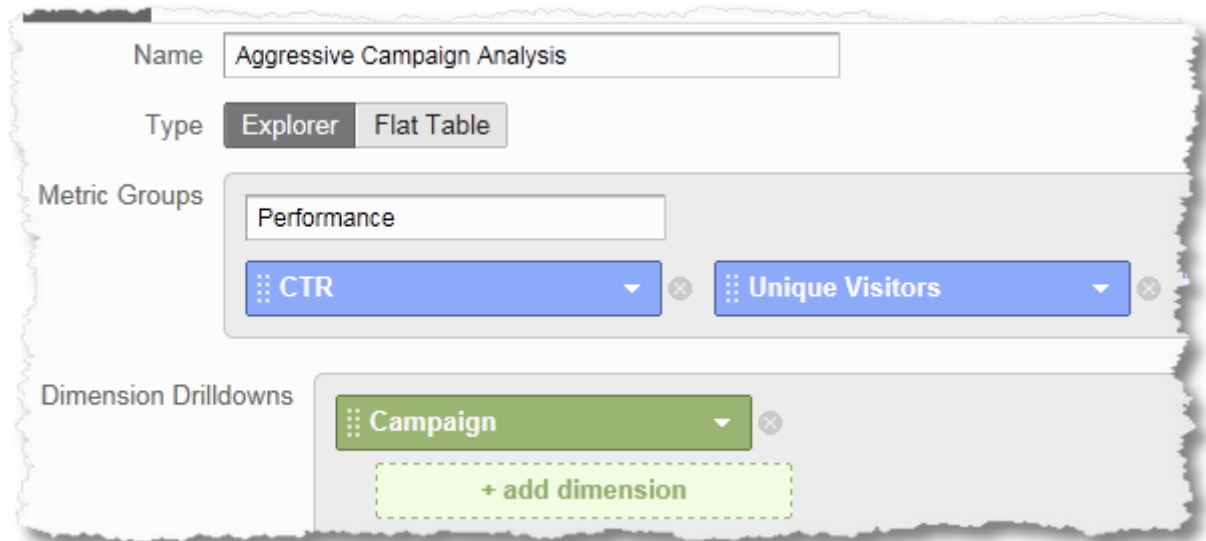 Name Aggressive Campaign Analysis
Type Explorer Flat Table
Metric Groups
Performance
CTR Unique Visitors
Dimension Drilldowns
Campaign
+ add dimension